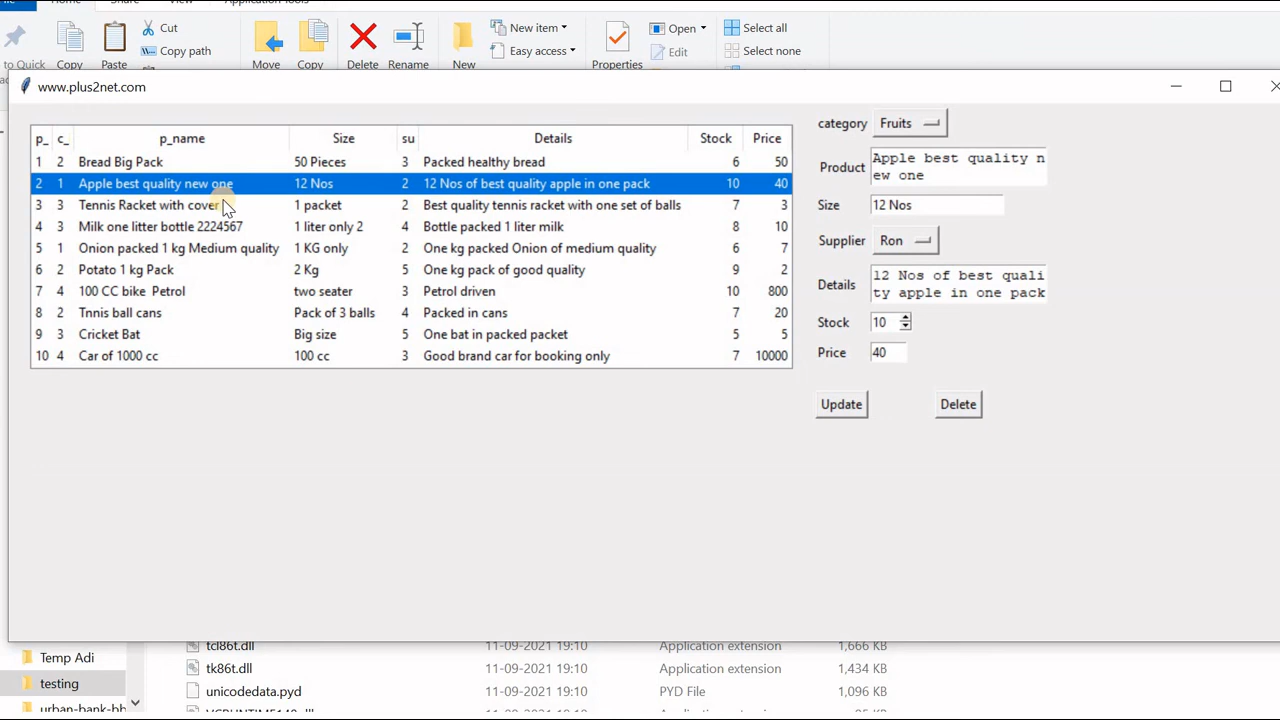 Home Share View Application Tools
Cut
New item
Open
Select all
Copy path
Easy access
Edit
Select none
to Quick Copy Paste Move Copy Delete Rename New Properties
www.plus2net.com
p_ c_ p_name Size su Details Stock Price
1 2 Bread Big Pack 50 Pieces 3 Packed healthy bread 6 50
2 1 Apple best quality new one 12 Nos 2 12 Nos of best quality apple in one pack 10 40
3 3 Tennis Racket with cover 1 packet 2 Best quality tennis racket with one set of balls 7 3
4 3 Milk one litter bottle 2224567 1 liter only 2 4 Bottle packed 1 liter milk 8 10
5 1 Onion packed 1 kg Medium quality 1 KG only 2 One kg packed Onion of medium quality 6 7
6 2 Potato 1 kg Pack 2 Kg 5 One kg pack of good quality 9 2
7 4 100 CC bike Petrol two seater 3 Petrol driven 10 800
8 2 Tnnis ball cans Pack of 3 balls 4 Packed in cans 7 20
9 3 Cricket Bat Big size 5 One bat in packed packet 5 5
10 4 Car of 1000 cc 100 cc 3 Good brand car for booking only 7 10000
category Fruits
Product Apple best quality n
ew one
Size 12 Nos
Supplier Ron
Details 12 Nos of best quali
ty apple in one pack
Stock 10
Price 40
Update Delete
tcl86t.dll 11-09-2021 19:10 Application extension 1,666 KB
Temp Adi
tk86t.dll 11-09-2021 19:10 Application extension 1,434 KB
testing
unicodedata.pyd 11-09-2021 19:10 PYD File 1,096 KB
urban-bank-bh
VCRUNTIME140.dll